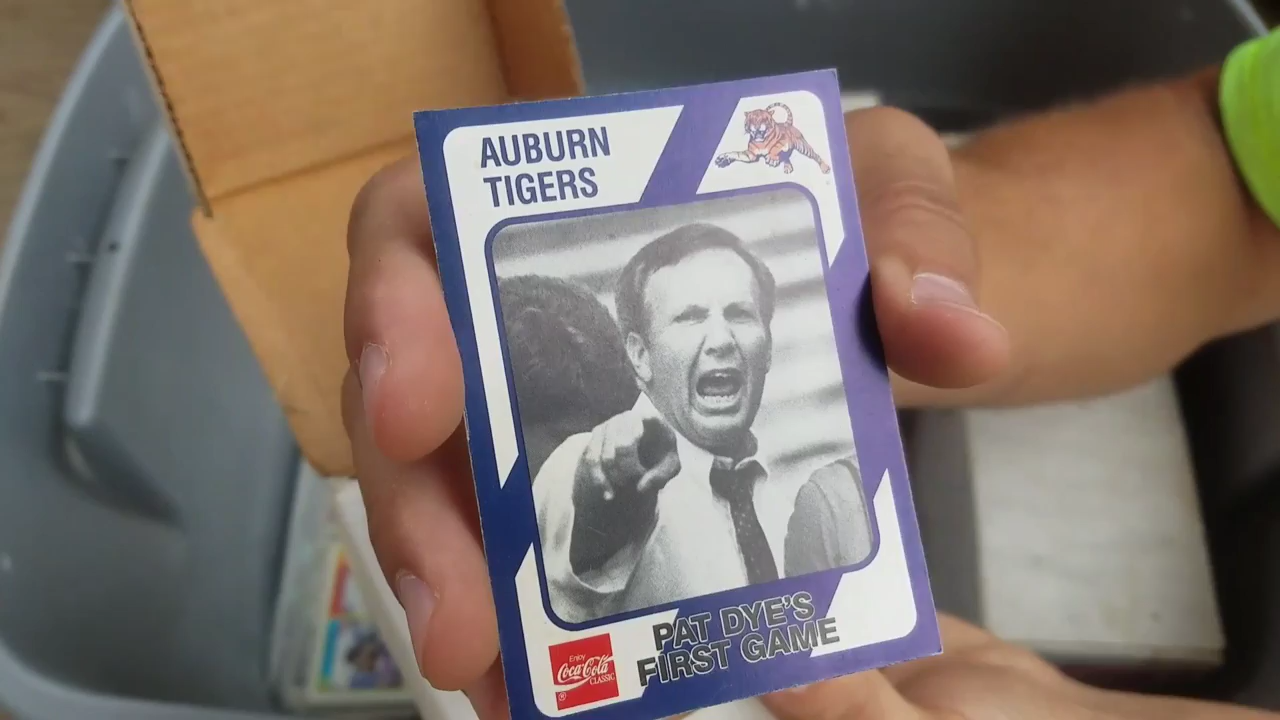 AUBURN
TIGERS
PAT DYE'S
FIRST GAME
Enjoy
Coca-Cola
CLASSIC
®